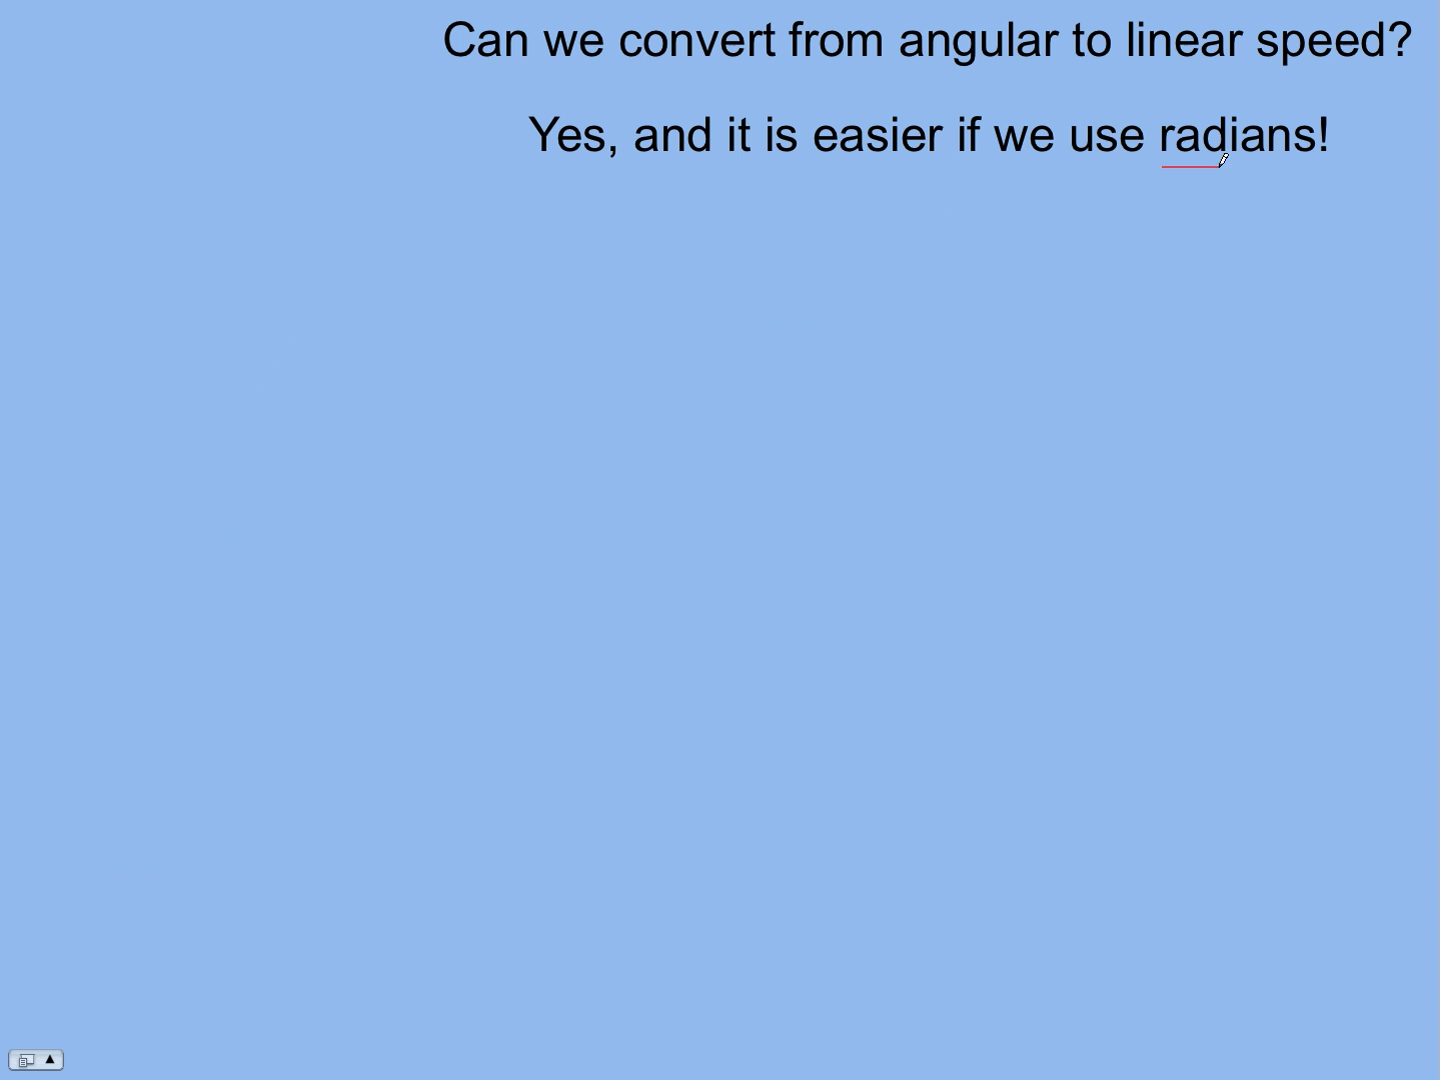 Can we convert from angular to linear speed?
Yes, and it is easier if we use radians!